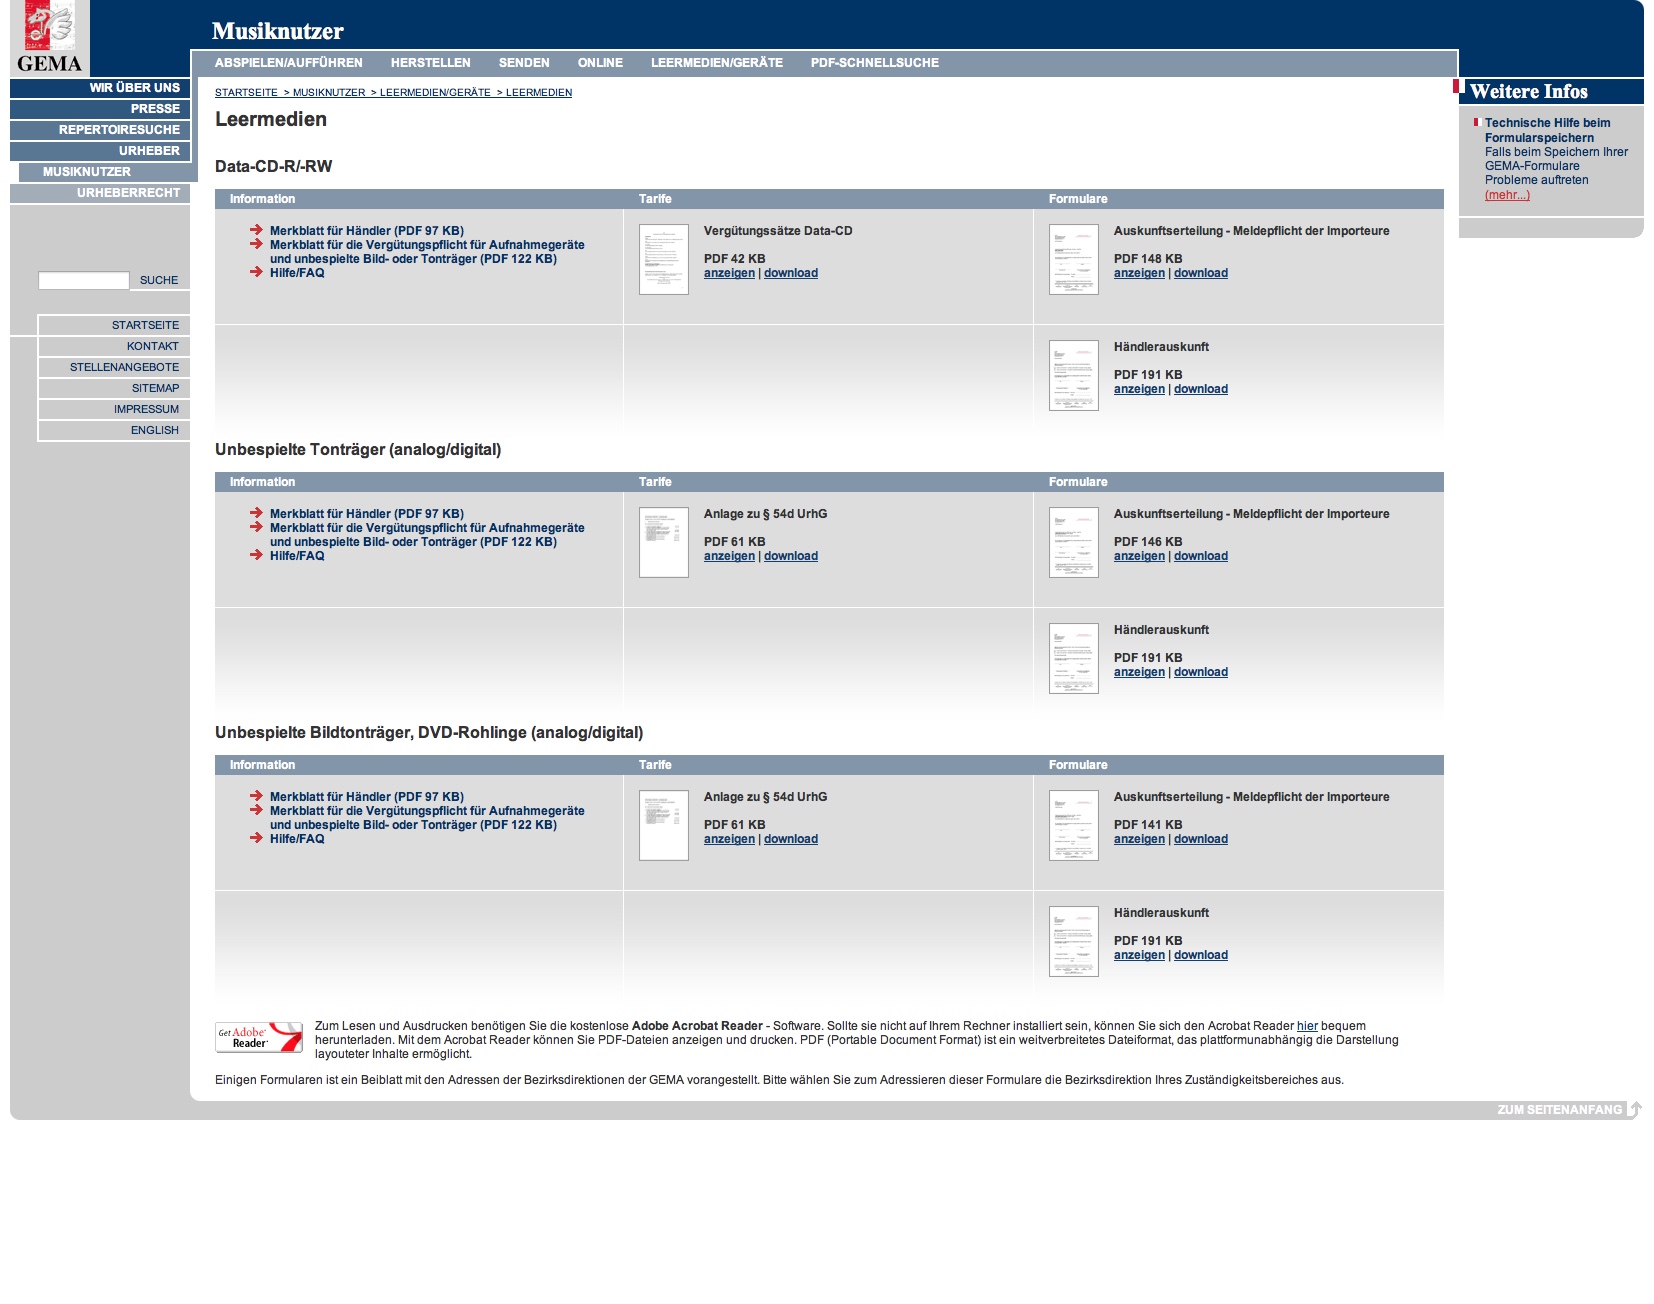 Musiknutzer
GEMA
ABSPIELEN/AUFFÜHREN HERSTELLEN SENDEN ONLINE LEERMEDIEN/GERÄTE PDF-SCHNELLSUCHE
WIR ÜBER UNS
PRESSE
REPERTOIRESUCHE
URHEBER
MUSIKNUTZER
URHEBERRECHT
SUCHE
STARTSEITE
KONTAKT
STELLENANGEBOTE
SITEMAP
IMPRESSUM
ENGLISH
STARTSEITE > MUSIKNUTZER > LEERMEDIEN/GERÄTE > LEERMEDIEN
Leermedien
Data-CD-R/-RW
Information Tarife Formulare
Merkblatt für Händler (PDF 97 KB)
Merkblatt für die Vergütungspflicht für Aufnahmegeräte
und unbespielte Bild- oder Tonträger (PDF 122 KB)
Hilfe/FAQ
Vergütungssätze Data-CD
PDF 42 KB
anzeigen | download
Auskunftserteilung - Meldepflicht der Importeure
PDF 148 KB
anzeigen | download
Händlerauskunft
PDF 191 KB
anzeigen | download
Unbespielte Tonträger (analog/digital)
Information Tarife Formulare
Merkblatt für Händler (PDF 97 KB)
Merkblatt für die Vergütungspflicht für Aufnahmegeräte
und unbespielte Bild- oder Tonträger (PDF 122 KB)
Hilfe/FAQ
Anlage zu § 54d UrhG
PDF 61 KB
anzeigen | download
Auskunftserteilung - Meldepflicht der Importeure
PDF 146 KB
anzeigen | download
Händlerauskunft
PDF 191 KB
anzeigen | download
Unbespielte Bildtonträger, DVD-Rohlinge (analog/digital)
Information Tarife Formulare
Merkblatt für Händler (PDF 97 KB)
Merkblatt für die Vergütungspflicht für Aufnahmegeräte
und unbespielte Bild- oder Tonträger (PDF 122 KB)
Hilfe/FAQ
Anlage zu § 54d UrhG
PDF 61 KB
anzeigen | download
Auskunftserteilung - Meldepflicht der Importeure
PDF 141 KB
anzeigen | download
Händlerauskunft
PDF 191 KB
anzeigen | download
Get Adobe
Reader
Zum Lesen und Ausdrucken benötigen Sie die kostenlose Adobe Acrobat Reader - Software. Sollte sie nicht auf Ihrem Rechner installiert sein, können Sie sich den Acrobat Reader hier bequem
herunterladen. Mit dem Acrobat Reader können Sie PDF-Dateien anzeigen und drucken. PDF (Portable Document Format) ist ein weitverbreitetes Dateiformat, das plattformunabhängig die Darstellung
layouteter Inhalte ermöglicht.
Einigen Formularen ist ein Beiblatt mit den Adressen der Bezirksdirektionen der GEMA vorangestellt. Bitte wählen Sie zum Adressieren dieser Formulare die Bezirksdirektion Ihres Zuständigkeitsbereiches aus.
Weitere Infos
Technische Hilfe beim
Formularspeichern
Falls beim Speichern Ihrer
GEMA-Formulare
Probleme auftreten
(mehr...)
ZUM SEITENANFANG